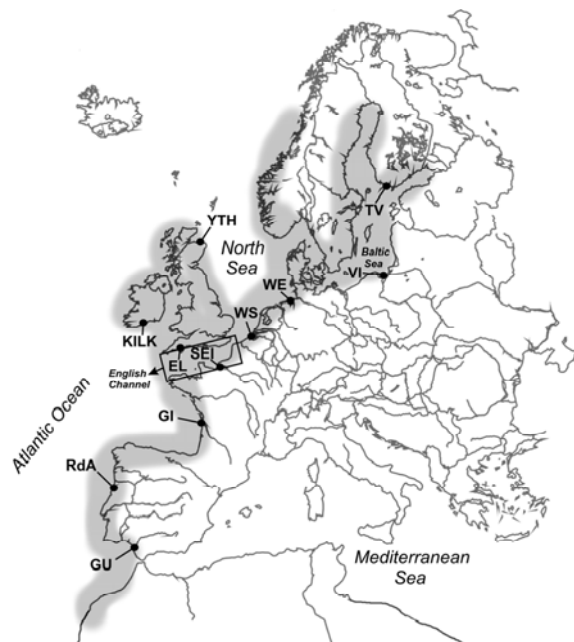 YTH
North
Sea
TV
Baltic
Sea
VI
WE
WS
KILK
SEI
EL
English
Channel
Atlantic Ocean
GI
RdA
GU
Mediterranean
Sea